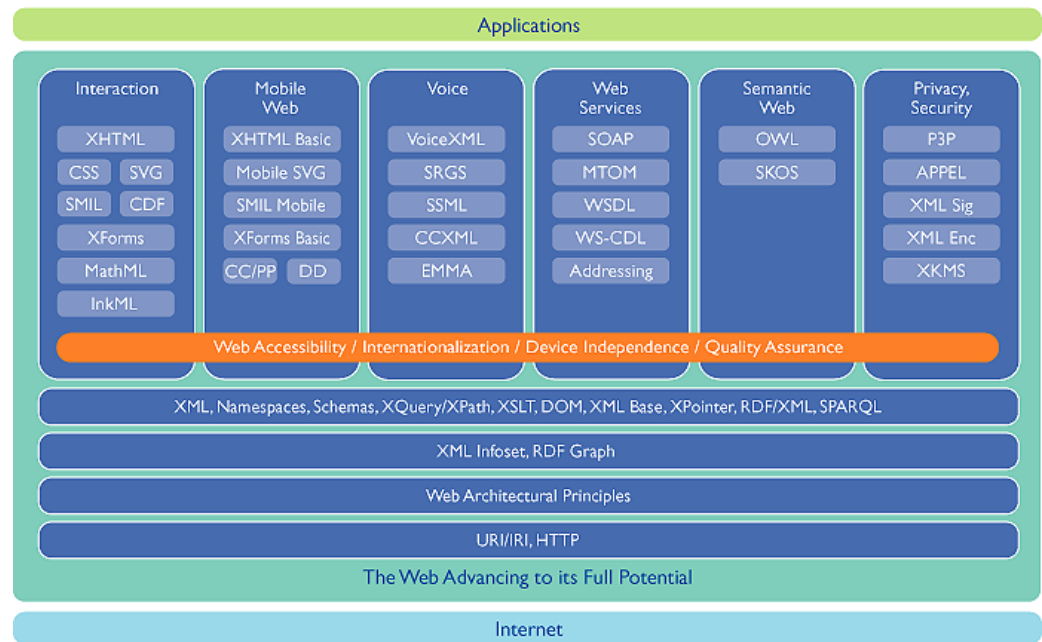 Applications
Interaction
XHTML
CSS
SVG
SMIL
CDF
XForms
MathML
InkML
Mobile
Web
XHTML Basic
Mobile SVG
SMIL Mobile
XForms Basic
CC/PP
DD
Voice
VoiceXML
SRGS
SSML
CCXML
EMMA
Web
Services
SOAP
MTOM
WSDL
WS-CDL
Addressing
Semantic
Web
OWL
SKOS
Privacy,
Security
P3P
APPEL
XML Sig
XML Enc
XKMS
Web Accessibility / Internationalization / Device Independence / Quality Assurance
XML, Namespaces, Schemas, XQuery/XPath, XSLT, DOM, XML Base, XPointer, RDF/XML, SPARQL
XML Infoset, RDF Graph
Web Architectural Principles
URI/IRI, HTTP
The Web Advancing to its Full Potential
Internet